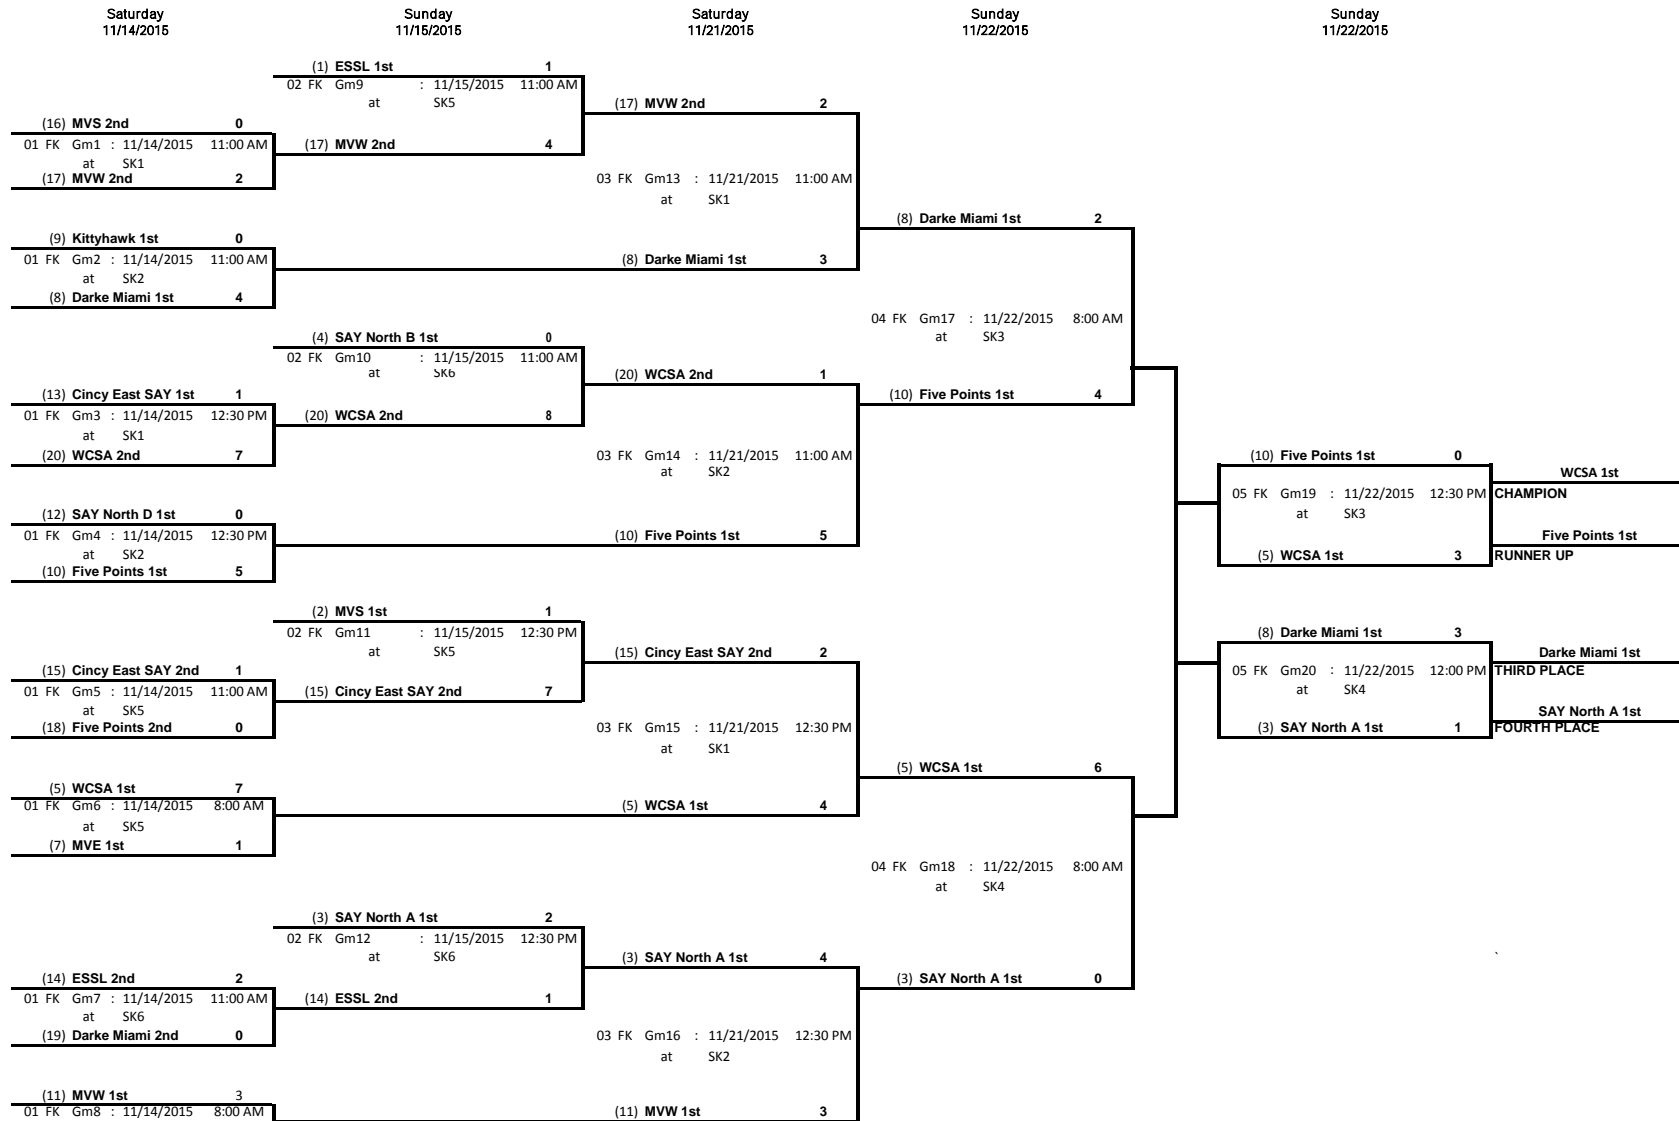 Saturday Sunday Saturday Sunday Sunday
11/14/2015 11/15/2015 11/21/2015 11/22/2015 11/22/2015
(1) ESSL 1st 1
02 FK Gm9 : 11/15/2015 11:00 AM
at SK5
(17) MVW 2nd 2
(16) MVS 2nd 0
01 FK Gm1 : 11/14/2015 11:00 AM
(17) MVW 2nd 4
at SK1
(17) MVW 2nd 2
03 FK Gm13 : 11/21/2015 11:00 AM
at SK1
(8) Darke Miami 1st 2
(9) Kittyhawk 1st 0
01 FK Gm2 : 11/14/2015 11:00 AM
(8) Darke Miami 1st 3
at SK2
(8) Darke Miami 1st 4
04 FK Gm17 : 11/22/2015 8:00 AM
at SK3
(4) SAY North B 1st 0
02 FK Gm10 : 11/15/2015 11:00 AM
at SK6
(20) WCSA 2nd 1
(13) Cincy East SAY 1st 1
(10) Five Points 1st 4
01 FK Gm3 : 11/14/2015 12:30 PM
(20) WCSA 2nd 8
at SK1
(20) WCSA 2nd 7
03 FK Gm14 : 11/21/2015 11:00 AM
at SK2
(10) Five Points 1st 0
WCSA 1st
05 FK Gm19 : 11/22/2015 12:30 PM CHAMPION
at SK3
(12) SAY North D 1st 0
01 FK Gm4 : 11/14/2015 12:30 PM
(10) Five Points 1st 5
Five Points 1st
at SK2
(5) WCSA 1st 3 RUNNER UP
(10) Five Points 1st 5
(2) MVS 1st 1
02 FK Gm11 : 11/15/2015 12:30 PM
(8) Darke Miami 1st 3
at SK5
(15) Cincy East SAY 2nd 2
Darke Miami 1st
(15) Cincy East SAY 2nd 1
05 FK Gm20 : 11/22/2015 12:00 PM THIRD PLACE
01 FK Gm5 : 11/14/2015 11:00 AM
(15) Cincy East SAY 2nd 7
at SK4
at SK5
SAY North A 1st
(18) Five Points 2nd 0
03 FK Gm15 : 11/21/2015 12:30 PM
(3) SAY North A 1st 1 FOURTH PLACE
at SK1
(5) WCSA 1st 6
(5) WCSA 1st 7
01 FK Gm6 : 11/14/2015 8:00 AM
(5) WCSA 1st 4
at SK5
(7) MVE 1st 1
04 FK Gm18 : 11/22/2015 8:00 AM
at SK4
(3) SAY North A 1st 2
02 FK Gm12 : 11/15/2015 12:30 PM
at SK6
(3) SAY North A 1st 4
`
(14) ESSL 2nd 2
(3) SAY North A 1st 0
01 FK Gm7 : 11/14/2015 11:00 AM
(14) ESSL 2nd 1
at SK6
(19) Darke Miami 2nd 0
03 FK Gm16 : 11/21/2015 12:30 PM
at SK2
(11) MVW 1st 3
01 FK Gm8 : 11/14/2015 8:00 AM
(11) MVW 1st 3